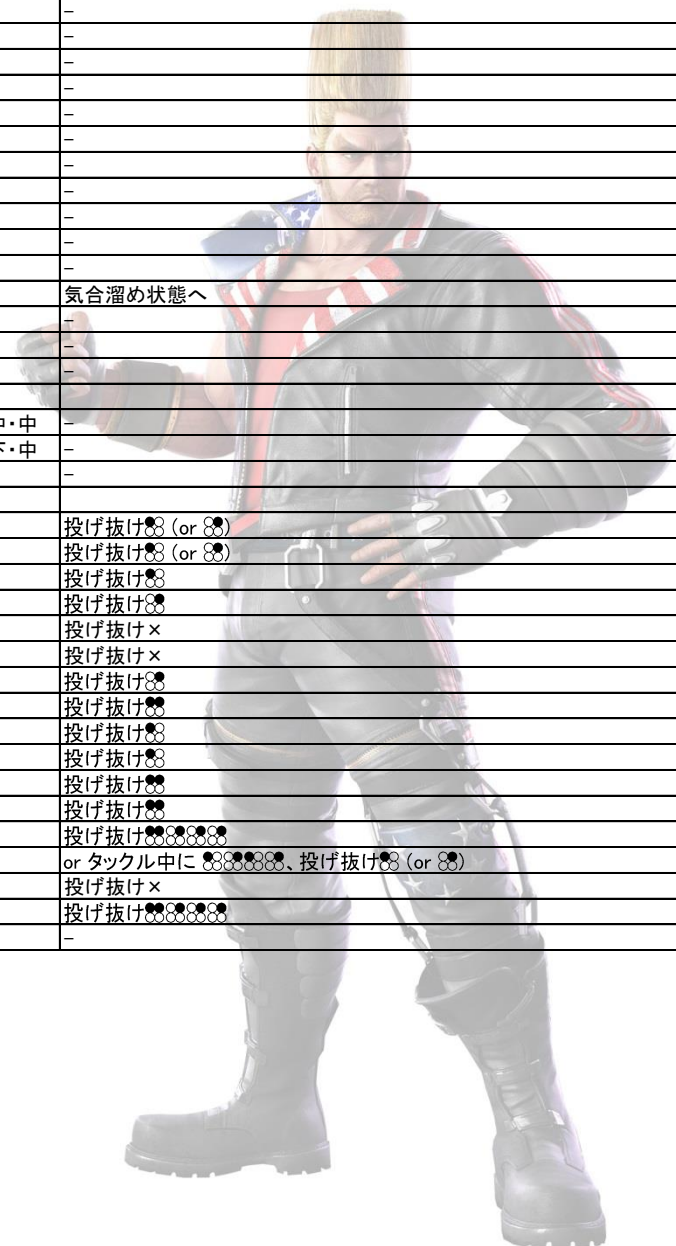 –
–
–
–
–
–
–
–
–
–
–
気合溜め状態へ
–
–
–
中・中 –
下・中 –
–
投げ抜け (or )
投げ抜け (or )
投げ抜け
投げ抜け
投げ抜け×
投げ抜け×
投げ抜け
投げ抜け
投げ抜け
投げ抜け
投げ抜け
投げ抜け
投げ抜け
or タックル中に 、投げ抜け (or )
投げ抜け×
投げ抜け
–